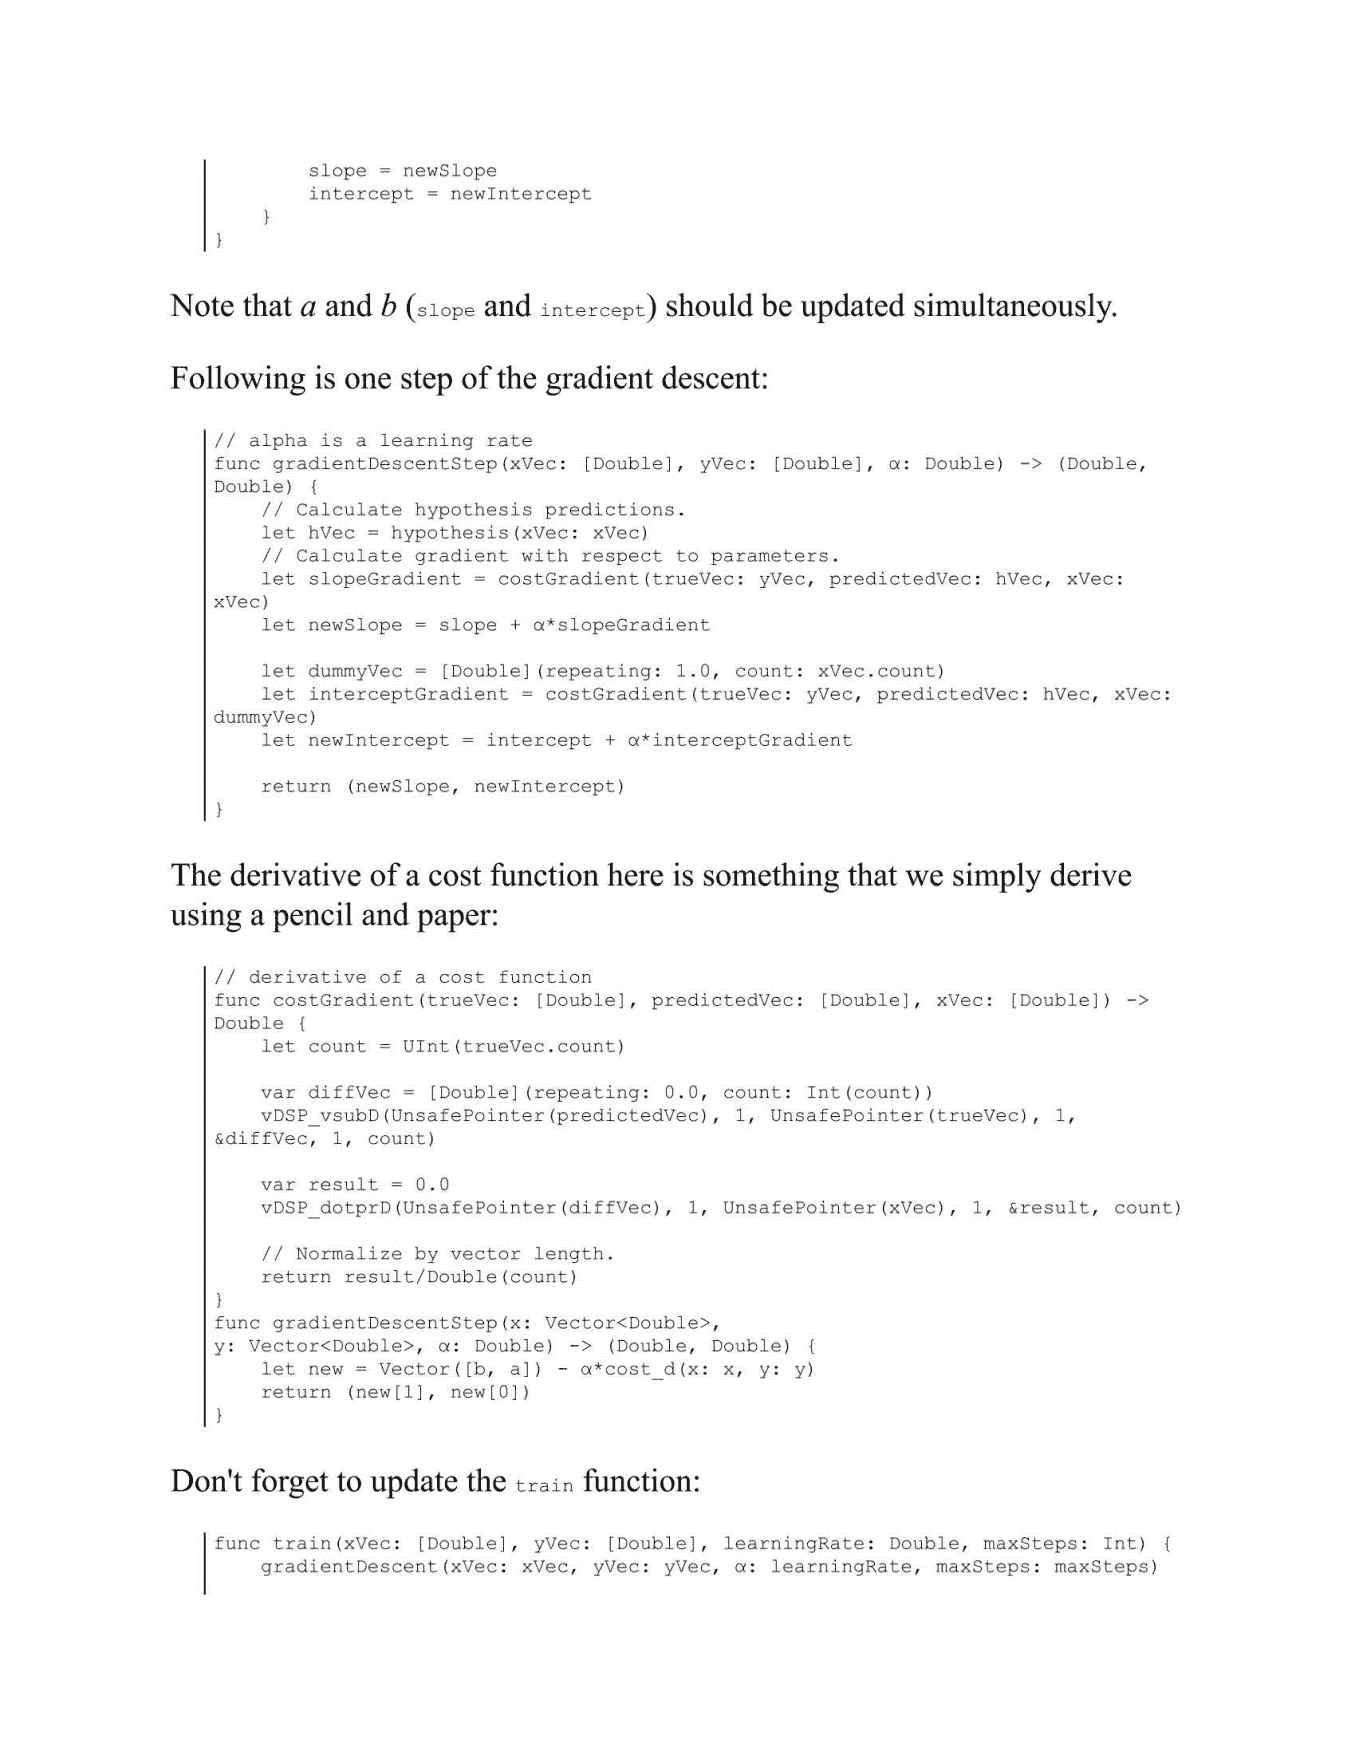 slope = newSlope
intercept = newIntercept
}
}
Note that a and b (slope and intercept) should be updated simultaneously.
Following is one step of the gradient descent:
// alpha is a learning rate
func gradientDescentStep(xVec: [Double], yVec: [Double], α: Double) -> (Double,
Double) {
// Calculate hypothesis predictions.
let hVec = hypothesis(xVec: xVec)
// Calculate gradient with respect to parameters.
let slopeGradient = costGradient(trueVec: yVec, predictedVec: hVec, xVec:
xVec)
let newSlope = slope + α*slopeGradient
let dummyVec = [Double](repeating: 1.0, count: xVec.count)
let interceptGradient = costGradient(trueVec: yVec, predictedVec: hVec, xVec:
dummyVec)
let newIntercept = intercept + α*interceptGradient
return (newSlope, newIntercept)
}
The derivative of a cost function here is something that we simply derive
using a pencil and paper:
// derivative of a cost function
func costGradient(trueVec: [Double], predictedVec: [Double], xVec: [Double]) ->
Double {
let count = UInt(trueVec.count)
var diffVec = [Double](repeating: 0.0, count: Int(count))
vDSP_vsubD(UnsafePointer(predictedVec), 1, UnsafePointer(trueVec), 1,
&diffVec, 1, count)
var result = 0.0
vDSP_dotprD(UnsafePointer(diffVec), 1, UnsafePointer(xVec), 1, &result, count)
// Normalize by vector length.
return result/Double(count)
}
func gradientDescentStep(x: Vector<Double>,
y: Vector<Double>, α: Double) -> (Double, Double) {
let new = Vector([b, a]) - α*cost_d(x: x, y: y)
return (new[1], new[0])
}
Don't forget to update the train function:
func train(xVec: [Double], yVec: [Double], learningRate: Double, maxSteps: Int) {
gradientDescent(xVec: xVec, yVec: yVec, α: learningRate, maxSteps: maxSteps)